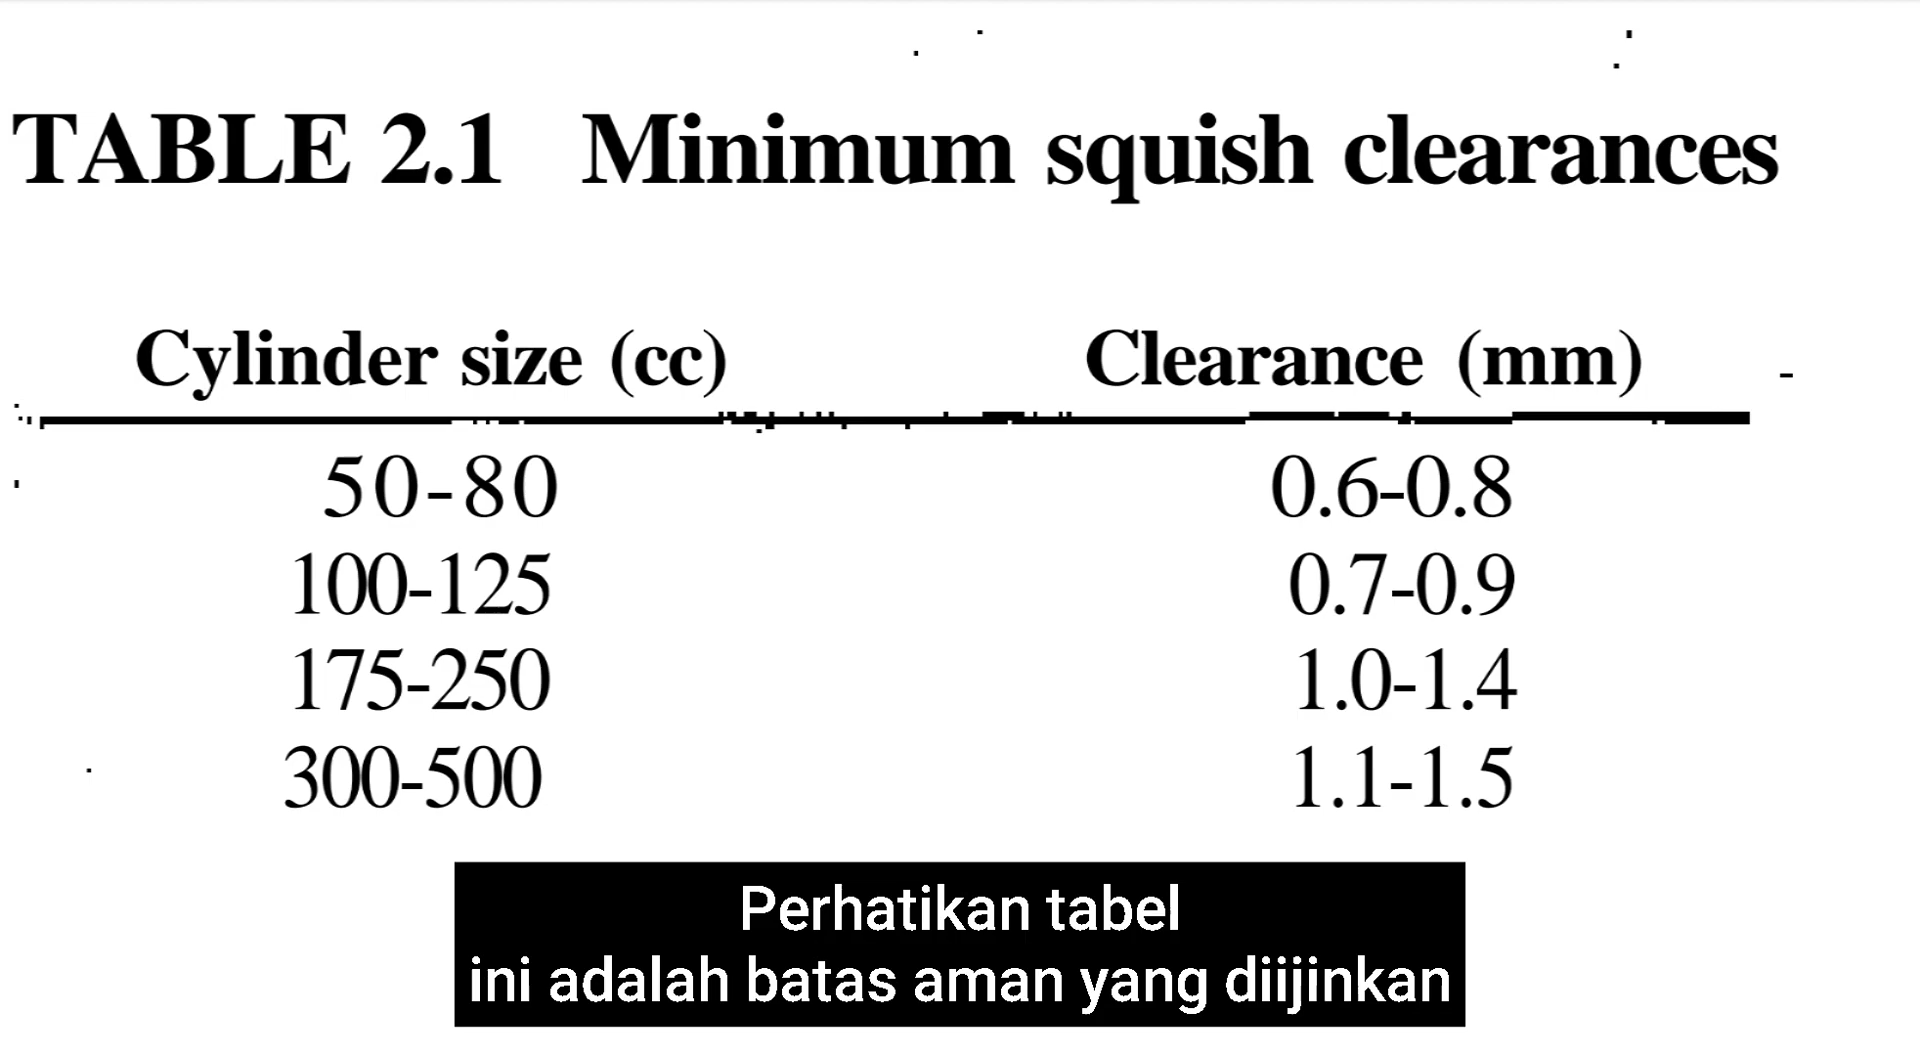 TABLE 2.1 Minimum squish clearances
Cylinder size (cc) Clearance (mm)
50-80 0.6-0.8
100-125 0.7-0.9
175-250 1.0-1.4
300-500 1.1-1.5
Perhatikan tabel
ini adalah batas aman yang diijinkan